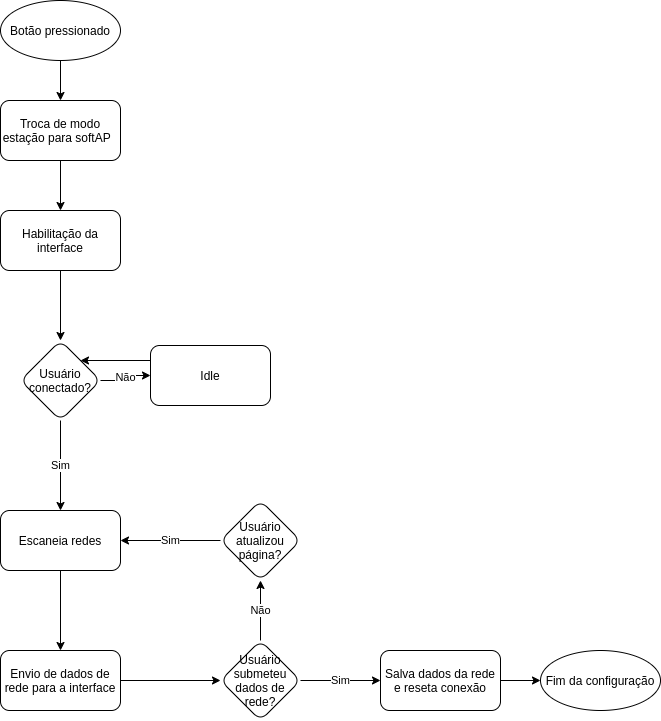 Botão pressionado
Troca de modo
estação para softAP
Habilitação da
interface
Usuário
conectado?
Não
Idle
Sim
Escaneia redes
Sim
Usuário
atualizou
página?
Não
Envio de dados de
rede para a interface
Usuário
submeteu
dados de
rede?
Sim
Salva dados da rede
e reseta conexão
Fim da configuração